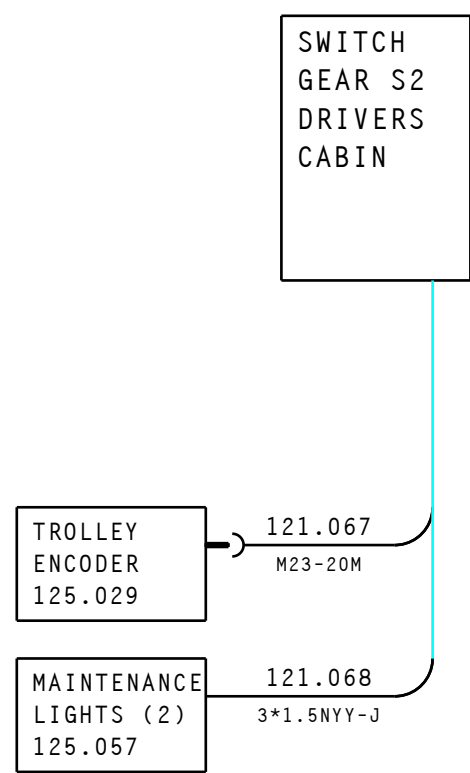 SWITCH
GEAR S2
DRIVERS
CABIN
TROLLEY
ENCODER
125.029
121.067
M23-20M
MAINTENANCE
LIGHTS (2)
125.057
121.068
3*1.5NYY-J